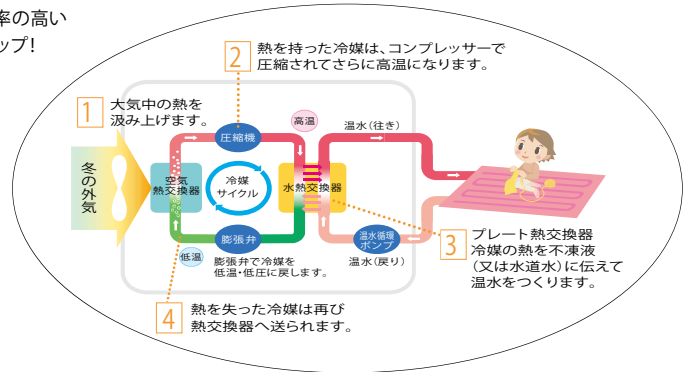 率の高い
ップ!
2 熱を持った冷媒は、コンプレッサーで
圧縮されてさらに高温になります。
1 大気中の熱を
汲み上げます。
高温
温水(往き)
圧縮機
冬の外気
空気
熱交換器
冷媒
サイクル
水熱交換器
低温
膨張弁
膨張弁で冷媒を
低温・低圧に戻します。
温水循環
ポンプ
温水(戻り)
3 プレート熱交換器
冷媒の熱を不凍液
(又は水道水)に伝えて
温水をつくります。
4 熱を失った冷媒は再び
熱交換器へ送られます。